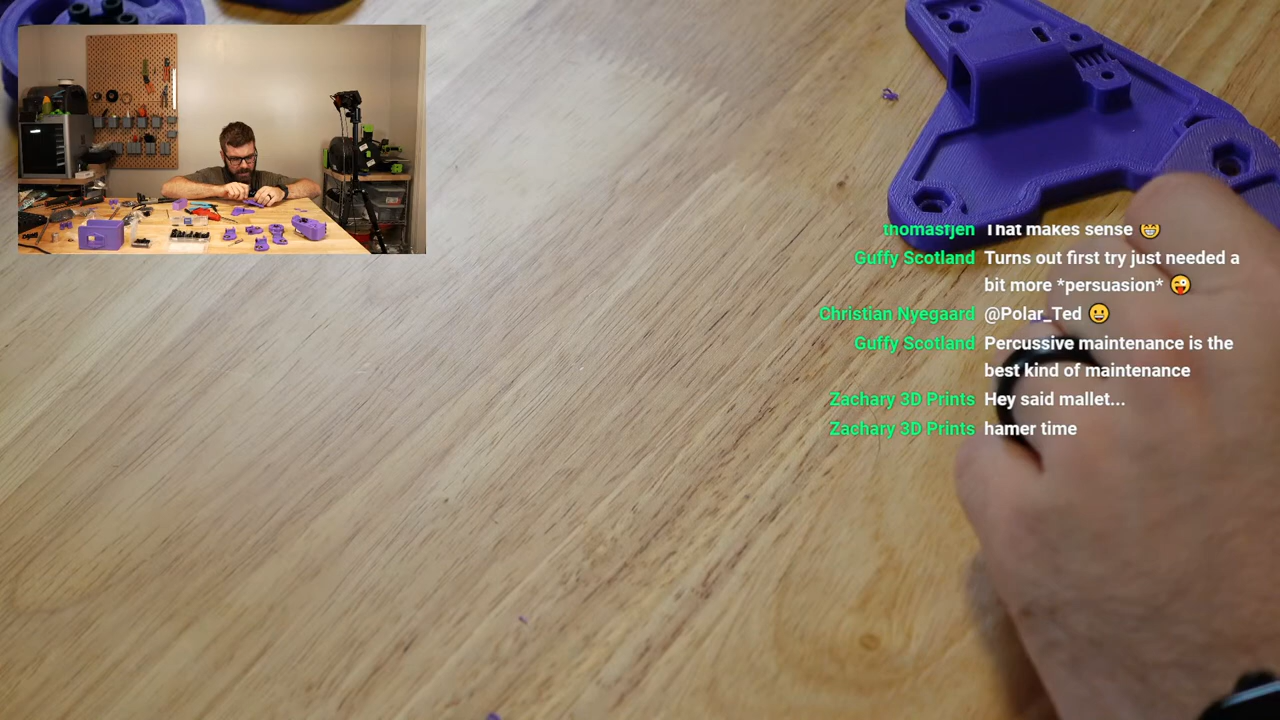 thomasfjen That makes sense 😁
Guffy Scotland Turns out first try just needed a
bit more *persuasion* 😜
Christian Nyegaard @Polar_Ted 😀
Guffy Scotland Percussive maintenance is the
best kind of maintenance
Zachary 3D Prints Hey said mallet...
Zachary 3D Prints hamer time